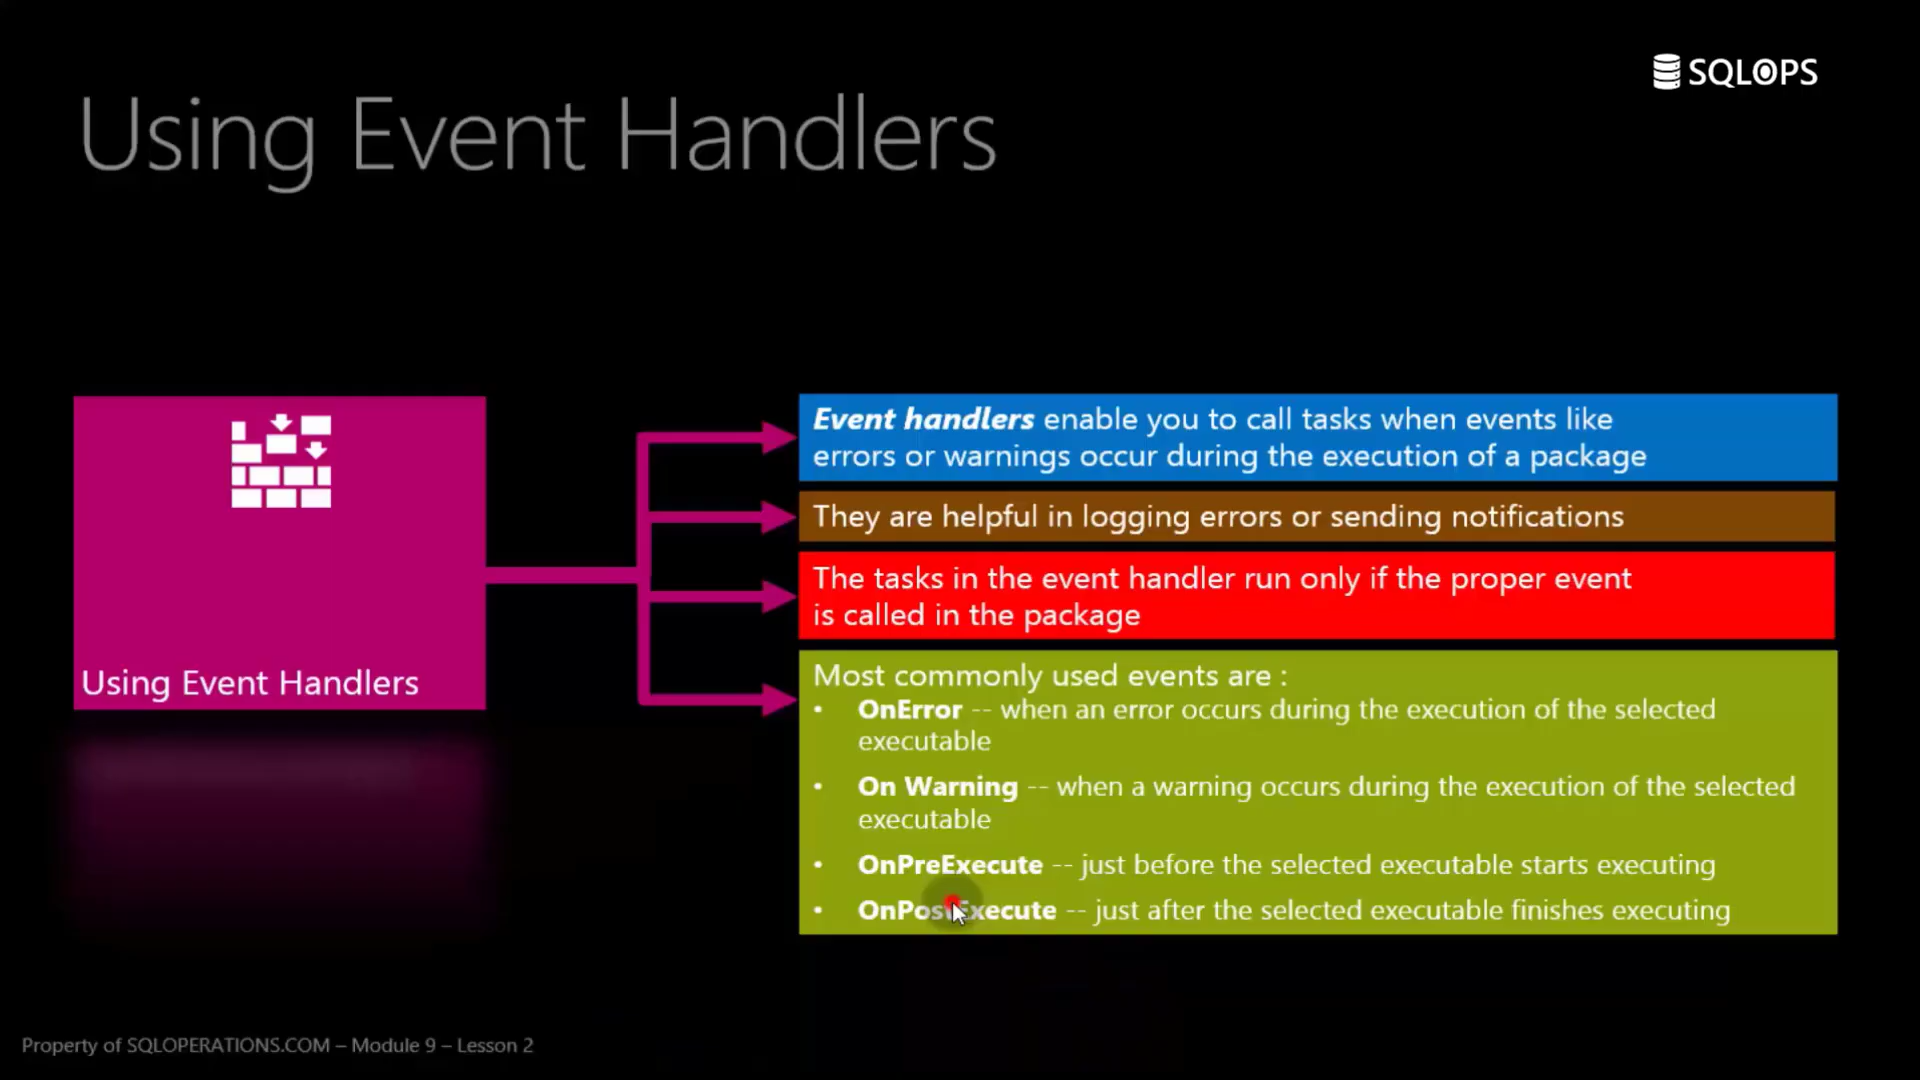 SQLOPS
Using Event Handlers
Using Event Handlers
Event handlers enable you to call tasks when events like
errors or warnings occur during the execution of a package
They are helpful in logging errors or sending notifications
The tasks in the event handler run only if the proper event
is called in the package
Most commonly used events are :
• OnError -- when an error occurs during the execution of the selected
executable
• On Warning -- when a warning occurs during the execution of the selected
executable
• OnPreExecute -- just before the selected executable starts executing
• OnPostExecute -- just after the selected executable finishes executing
Property of SQLOPERATIONS.COM – Module 9 – Lesson 2